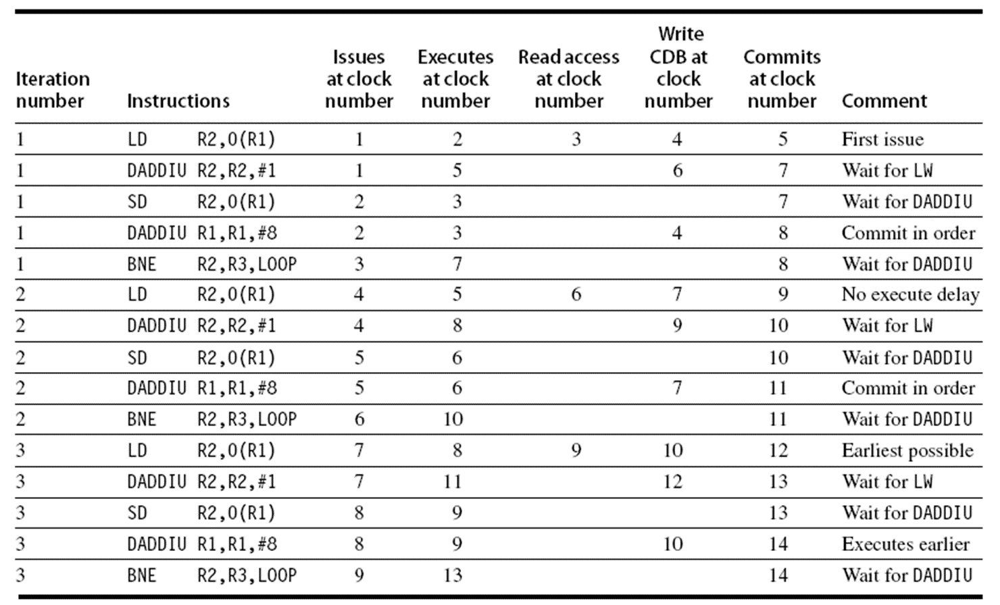 Iteration number Instructions Issues at clock number Executes at clock number Read access at clock number Write CDB at clock number Commits at clock number Comment
1 LD R2,0(R1) 1 2 3 4 5 First issue
1 DADDIU R2,R2,#1 1 5 6 7 Wait for LW
1 SD R2,0(R1) 2 3 7 Wait for DADDIU
1 DADDIU R1,R1,#8 2 3 4 8 Commit in order
1 BNE R2,R3,LOOP 3 7 8 Wait for DADDIU
2 LD R2,0(R1) 4 5 6 7 9 No execute delay
2 DADDIU R2,R2,#1 4 8 9 10 Wait for LW
2 SD R2,0(R1) 5 6 10 Wait for DADDIU
2 DADDIU R1,R1,#8 5 6 7 11 Commit in order
2 BNE R2,R3,LOOP 6 10 11 Wait for DADDIU
3 LD R2,0(R1) 7 8 9 10 12 Earliest possible
3 DADDIU R2,R2,#1 7 11 12 13 Wait for LW
3 SD R2,0(R1) 8 9 13 Wait for DADDIU
3 DADDIU R1,R1,#8 8 9 10 14 Executes earlier
3 BNE R2,R3,LOOP 9 13 14 Wait for DADDIU